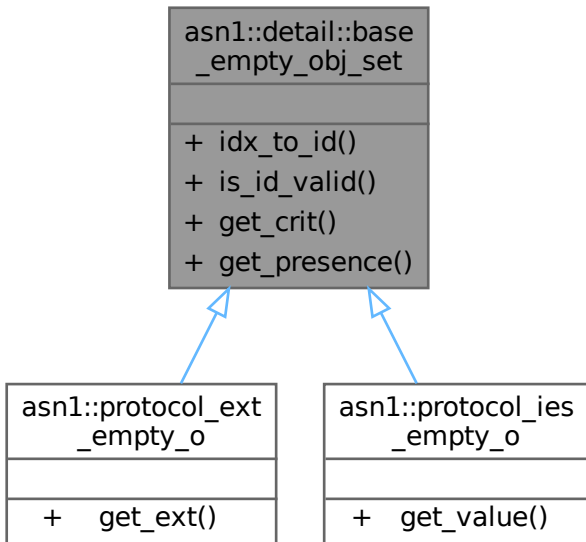 asn1::detail::base
_empty_obj_set
+ idx_to_id()
+ is_id_valid()
+ get_crit()
+ get_presence()
asn1::protocol_ext
_empty_o
+ get_ext()
asn1::protocol_ies
_empty_o
+ get_value()